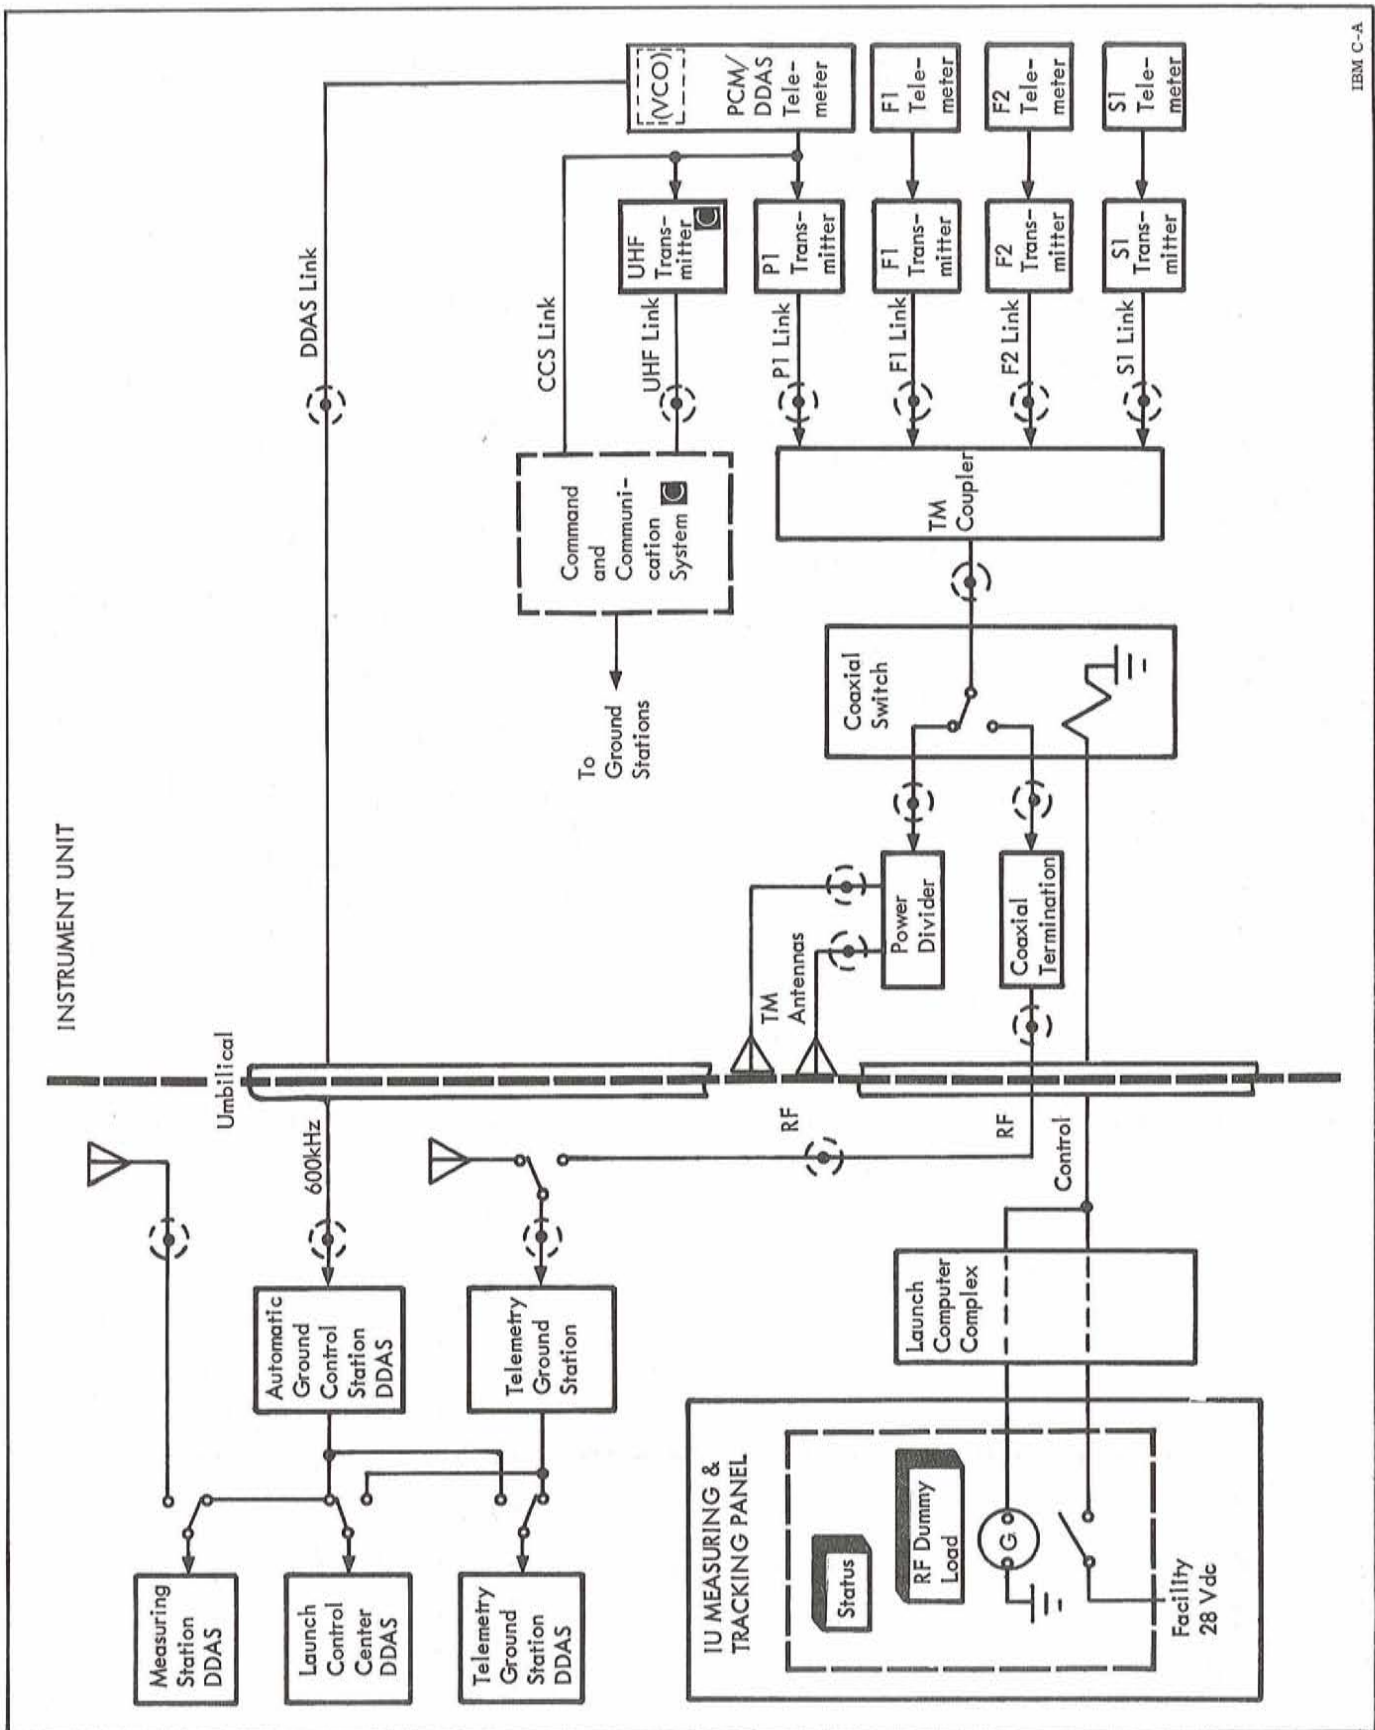 INSTRUMENT UNIT
Umbilical
600kHz
DDAS Link
(VCO)
PCM/
DDAS
Tele-
meter
CCS Link
UHF Link
UHF
Trans-
mitter
C
Command
and
Communi-
cation
System C
To
Ground
Stations
P1 Link
P1
Trans-
mitter
F1 Link
F1
Trans-
mitter
F1
Tele-
meter
F2 Link
F2
Trans-
mitter
F2
Tele-
meter
S1 Link
S1
Trans-
mitter
S1
Tele-
meter
TM
Coupler
Coaxial
Switch
Power
Divider
Coaxial
Termination
TM
Antennas
RF
RF
Control
Automatic
Ground
Control
Station
DDAS
Telemetry
Ground
Station
Measuring
Station
DDAS
Launch
Control
Center
DDAS
Telemetry
Ground
Station
DDAS
Launch
Computer
Complex
IU MEASURING &
TRACKING PANEL
Status
RF Dummy
Load
G
Facility
28 Vdc
IBM C-A